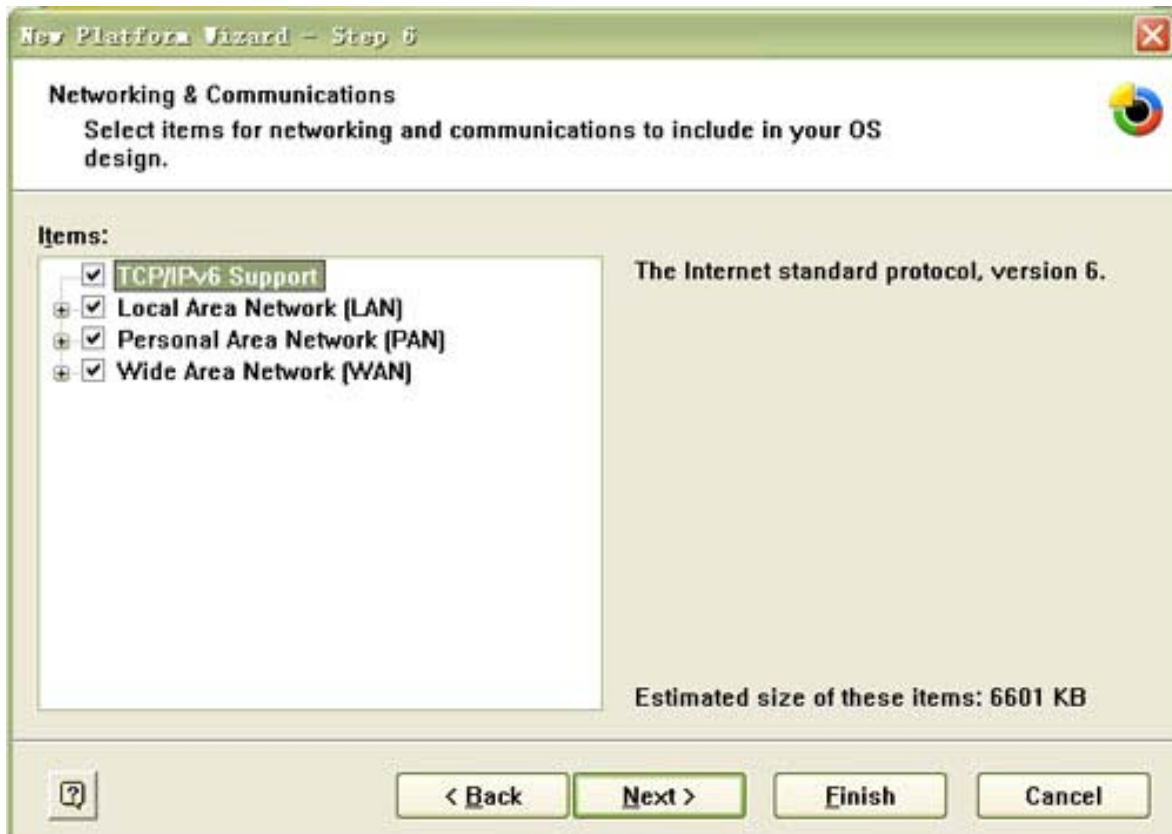 New Platform Wizard - Step 6
Networking & Communications
Select items for networking and communications to include in your OS
design.
Items:
TCP/IPv6 Support
Local Area Network (LAN)
Personal Area Network (PAN)
Wide Area Network (WAN)
The Internet standard protocol, version 6.
Estimated size of these items: 6601 KB
?
< Back
Next >
Finish
Cancel